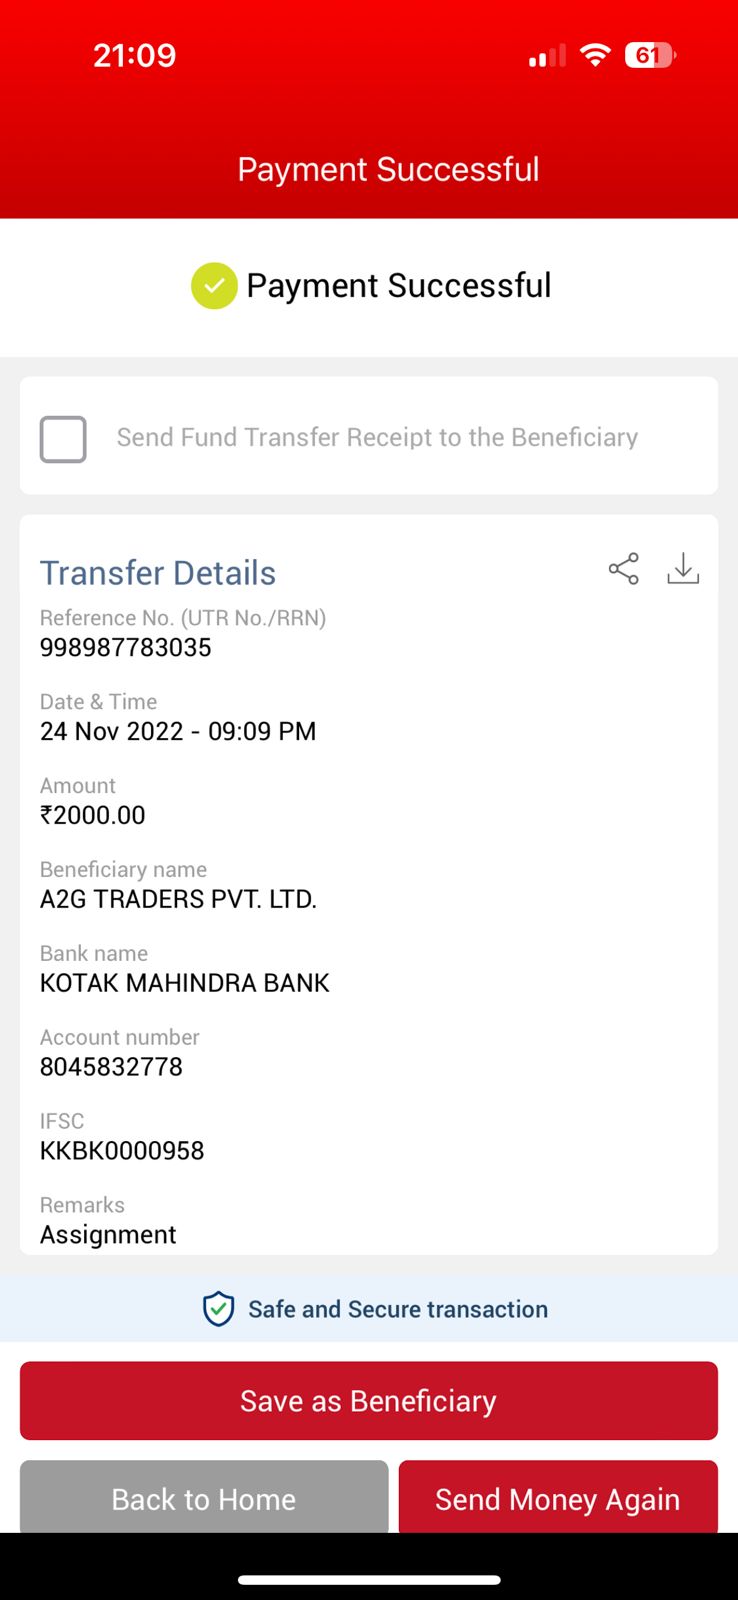 21:09
61
Payment Successful
Payment Successful
Send Fund Transfer Receipt to the Beneficiary
Transfer Details
Reference No. (UTR No./RRN)
998987783035
Date & Time
24 Nov 2022 - 09:09 PM
Amount
₹2000.00
Beneficiary name
A2G TRADERS PVT. LTD.
Bank name
KOTAK MAHINDRA BANK
Account number
8045832778
IFSC
KKBK0000958
Remarks
Assignment
Safe and Secure transaction
Save as Beneficiary
Back to Home
Send Money Again